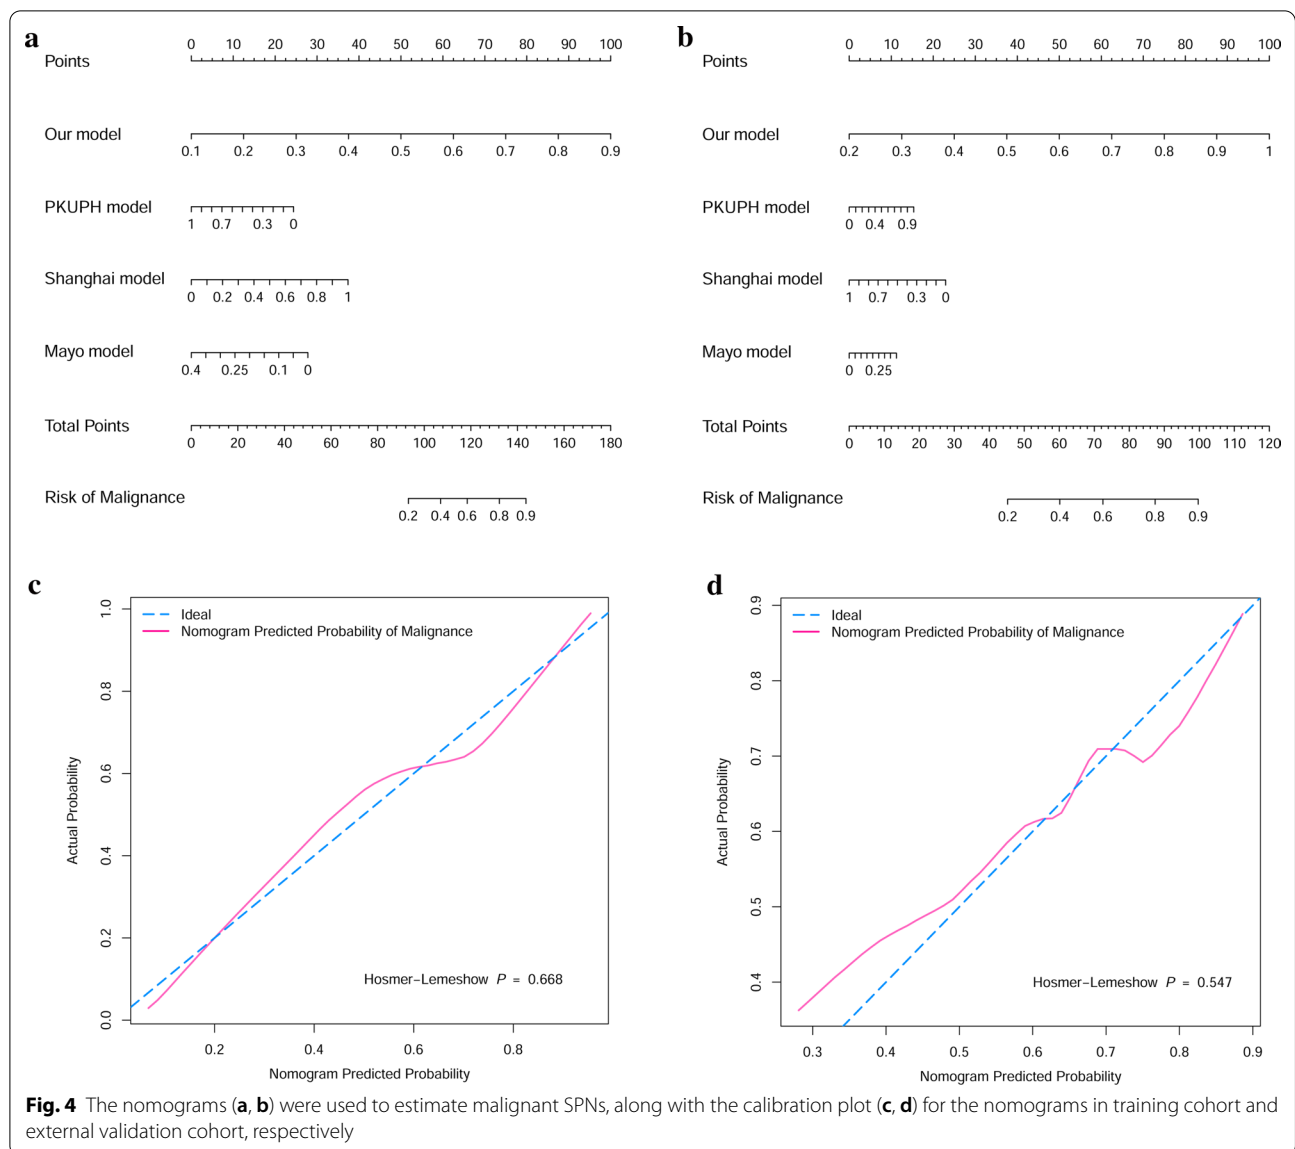 a
0 10 20 30 40 50 60 70 80 90 100
Points
Our model
0.1 0.2 0.3 0.4 0.5 0.6 0.7 0.8 0.9
PKUPH model
1 0.7 0.3 0
Shanghai model
0 0.2 0.4 0.6 0.8 1
Mayo model
0.4 0.25 0.1 0
Total Points
0 20 40 60 80 100 120 140 160 180
Risk of Malignance
0.2 0.4 0.6 0.8 0.9
b
0 10 20 30 40 50 60 70 80 90 100
Points
Our model
0.2 0.3 0.4 0.5 0.6 0.7 0.8 0.9 1
PKUPH model
0 0.4 0.9
Shanghai model
1 0.7 0.3 0
Mayo model
0 0.25
Total Points
0 10 20 30 40 50 60 70 80 90 100 110 120
Risk of Malignance
0.2 0.4 0.6 0.8 0.9
c
Ideal
Nomogram Predicted Probability of Malignance
Actual Probability
1.0
0.8
0.6
0.4
0.2
0.0
Hosmer−Lemeshow P = 0.668
0.2 0.4 0.6 0.8
Nomogram Predicted Probability
d
Ideal
Nomogram Predicted Probability of Malignance
Actual Probability
0.9
0.8
0.7
0.6
0.5
0.4
Hosmer−Lemeshow P = 0.547
0.3 0.4 0.5 0.6 0.7 0.8 0.9
Nomogram Predicted Probability
Fig. 4 The nomograms (a, b) were used to estimate malignant SPNs, along with the calibration plot (c, d) for the nomograms in training cohort and
external validation cohort, respectively